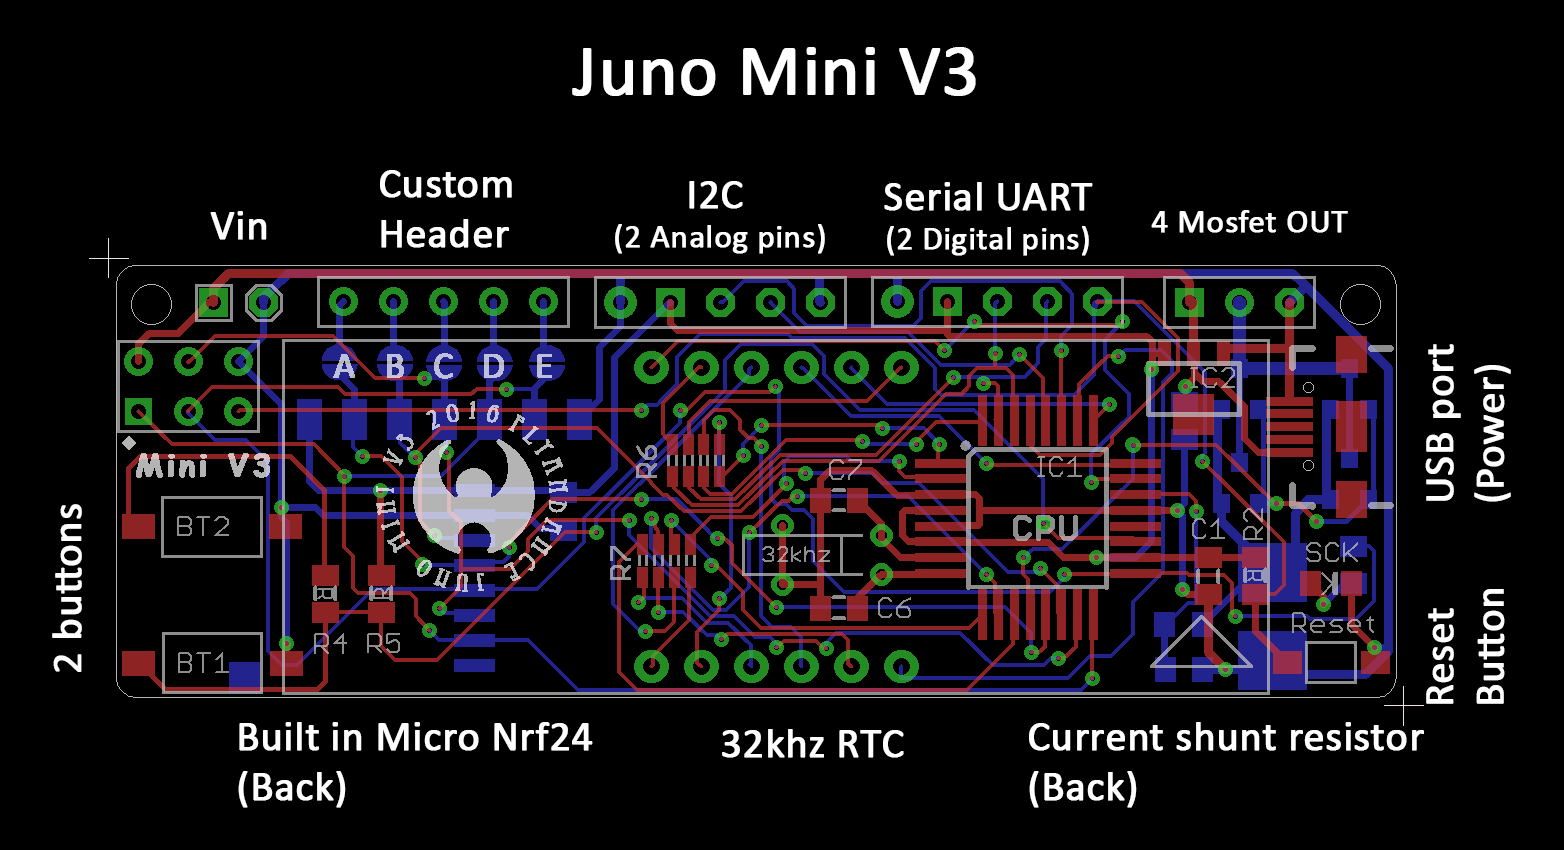 Juno Mini V3
Vin
Custom
Header
I2C
(2 Analog pins)
Serial UART
(2 Digital pins)
4 Mosfet OUT
A B C D E
IC2
V3 2016
Mini V3
R6
C7
IC1
CPU
BT2
32khz
R7
C1
R2
SCK
MINI
JUNO
C6
R4
R5
BT1
Reset
2 buttons
USB port
(Power)
Reset
Button
Built in Micro Nrf24
(Back)
32khz RTC
Current shunt resistor
(Back)